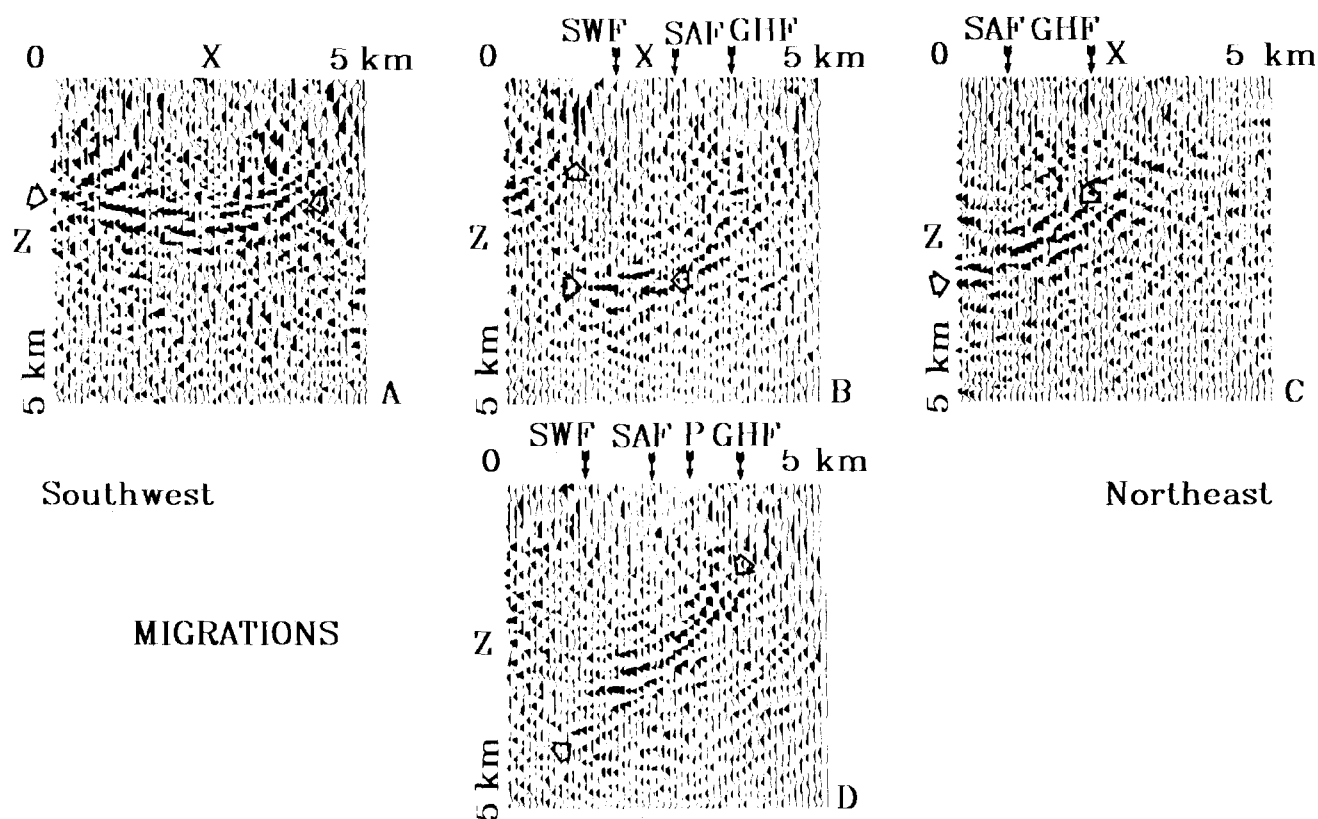 0 X 5 km
Z
5 km
A
SWF SAF GHF
0 X 5 km
Z
5 km
B
SAF GHF
0 X 5 km
Z
5 km
C
Southwest
Northeast
MIGRATIONS
SWF SAF P GHF
0 5 km
Z
5 km
D